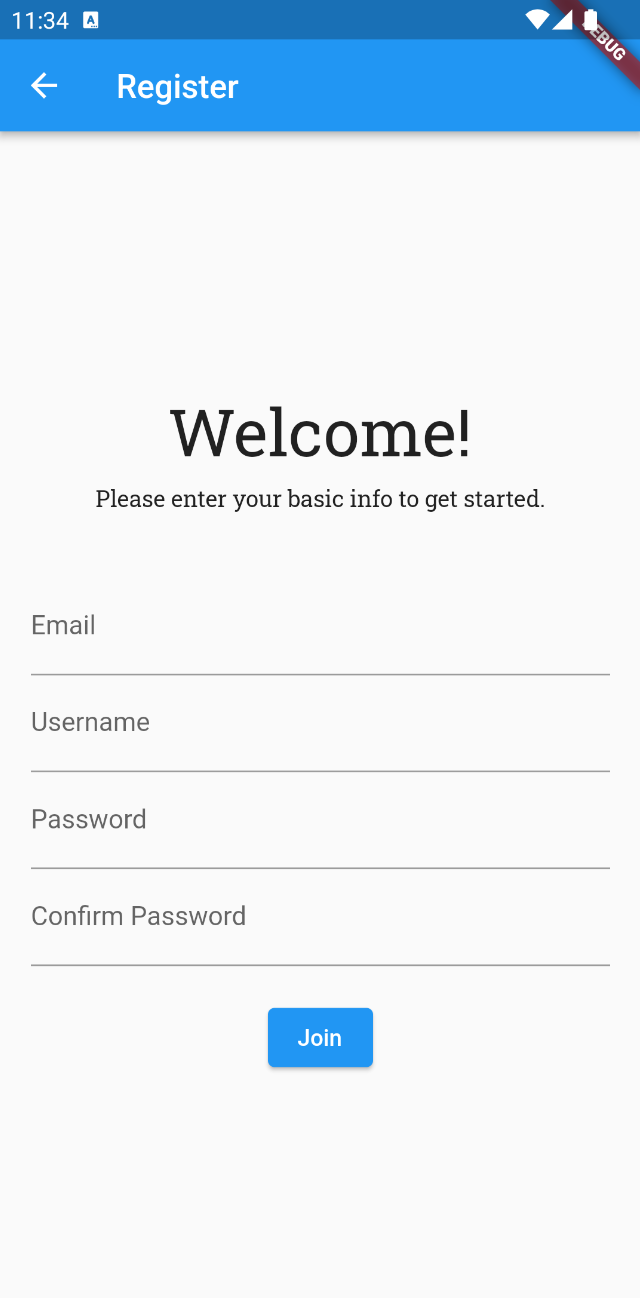 11:34
DEBUG
Register
Welcome!
Please enter your basic info to get started.
Email
Username
Password
Confirm Password
Join